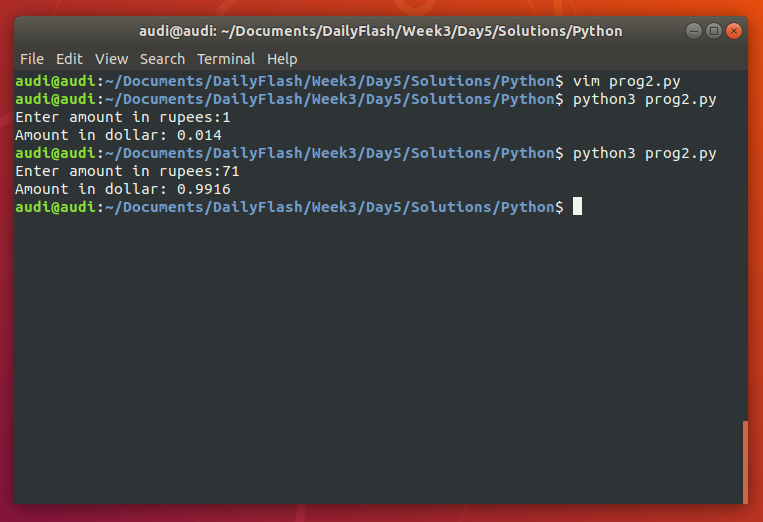 audi@audi: ~/Documents/DailyFlash/Week3/Day5/Solutions/Python
File Edit View Search Terminal Help
audi@audi:~/Documents/DailyFlash/Week3/Day5/Solutions/Python$ vim prog2.py
audi@audi:~/Documents/DailyFlash/Week3/Day5/Solutions/Python$ python3 prog2.py
Enter amount in rupees:1
Amount in dollar: 0.014
audi@audi:~/Documents/DailyFlash/Week3/Day5/Solutions/Python$ python3 prog2.py
Enter amount in rupees:71
Amount in dollar: 0.9916
audi@audi:~/Documents/DailyFlash/Week3/Day5/Solutions/Python$